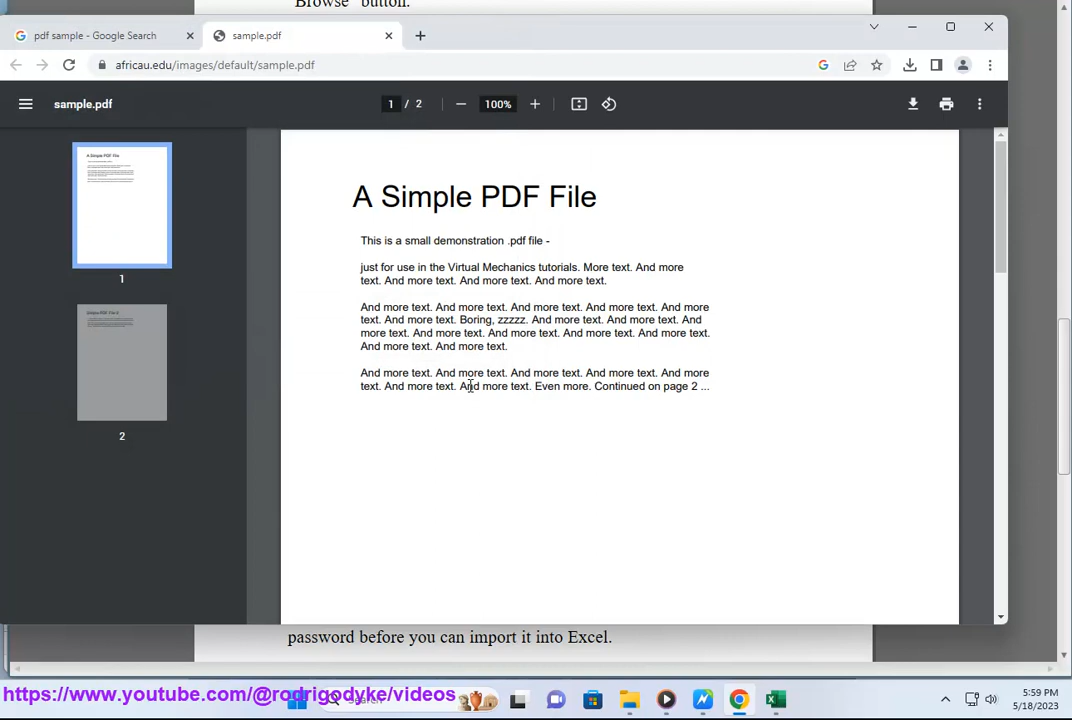 "Browse" button.
pdf sample - Google Search
sample.pdf
africau.edu/images/default/sample.pdf
sample.pdf
1 / 2
100%
A Simple PDF File
This is a small demonstration .pdf file -
just for use in the Virtual Mechanics tutorials. More text. And more
text. And more text. And more text. And more text.
And more text. And more text. And more text. And more text. And more
text. And more text. Boring, zzzzz. And more text. And more text. And
more text. And more text. And more text. And more text. And more text.
And more text. And more text.
And more text. And more text. And more text. And more text. And more
text. And more text. And more text. Even more. Continued on page 2 ...
1
2
password before you can import it into Excel.
https://www.youtube.com/@rodrigodyke/videos
5:59 PM
5/18/2023